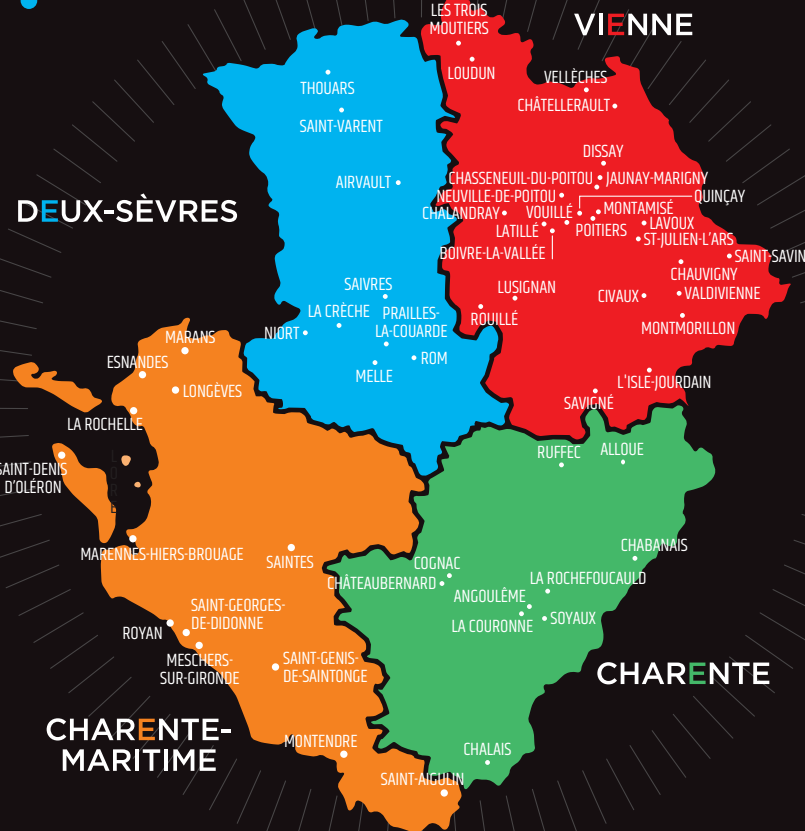 LES TROIS
MOUTIERS
VIENNE
LOUDUN
VELLÈCHES
THOUARS
CHÂTELLERAULT
SAINT-VARENT
DISSAY
AIRVAULT
CHASSENEUIL-DU-POITOU
JAUNAY-MARIGNY
NEUVILLE-DE-POITOU
QUINÇAY
DEUX-SÈVRES
CHALANDRAY
VOUILLÉ
MONTAMISÉ
LATILLÉ
POITIERS
LAVOUX
ST-JULIEN-L'ARS
BOIVRE-LA-VALLÉE
SAINT-SAVIN
CHAUVIGNY
SAIVRES
LUSIGNAN
CIVAUX
VALDIVIENNE
LA CRÈCHE
PRAILLES-
LA-COUARDE
ROUILLÉ
NIORT
MONTMORILLON
MARANS
ROM
ESNANDES
MELLE
LONGÈVES
L'ISLE-JOURDAIN
SAVIGNÉ
LA ROCHELLE
RUFFEC
ALLOUE
SAINT-DENIS
D'OLÉRON
MARENNES-HIERS-BROUAGE
SAINTES
CHABANAIS
COGNAC
CHÂTEAUBERNARD
LA ROCHEFOUCAULD
ANGOULÊME
SAINT-GEORGES-
DE-DIDONNE
LA COURONNE
SOYAUX
ROYAN
MESCHERS-
SUR-GIRONDE
SAINT-GENIS-
DE-SAINTONGE
CHARENTE
CHARENTE-
MARITIME
MONTENDRE
CHALAIS
SAINT-AIGULIN